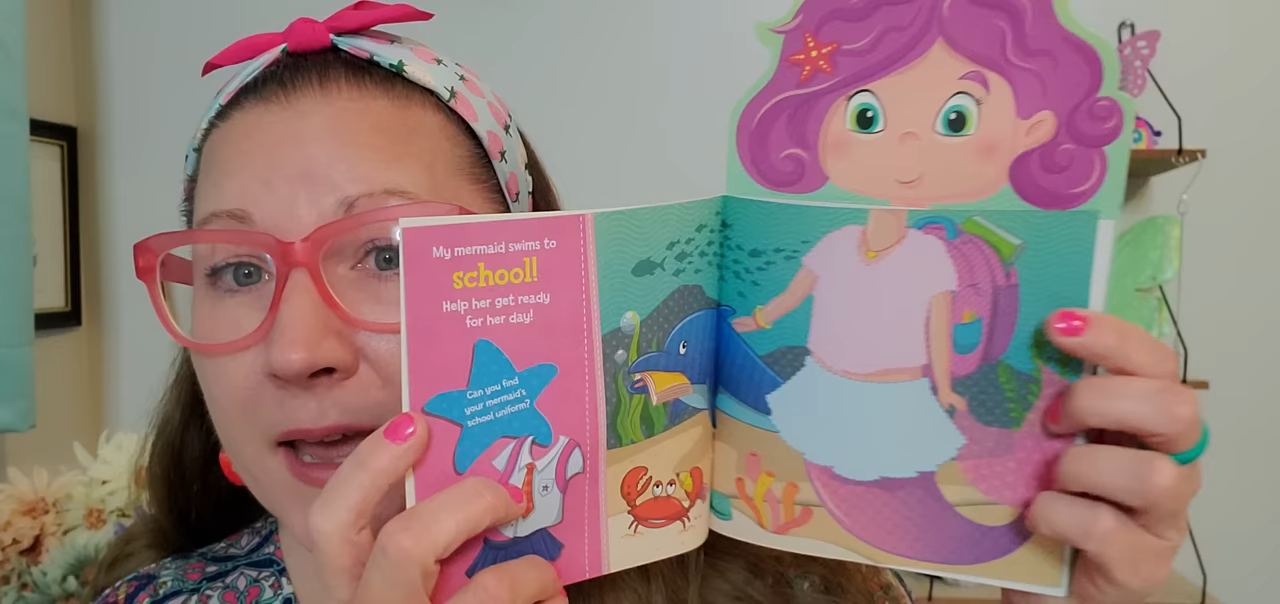 My mermaid swims to
school!
Help her get ready
for her day!
Can you find
your mermaid's
school uniform?